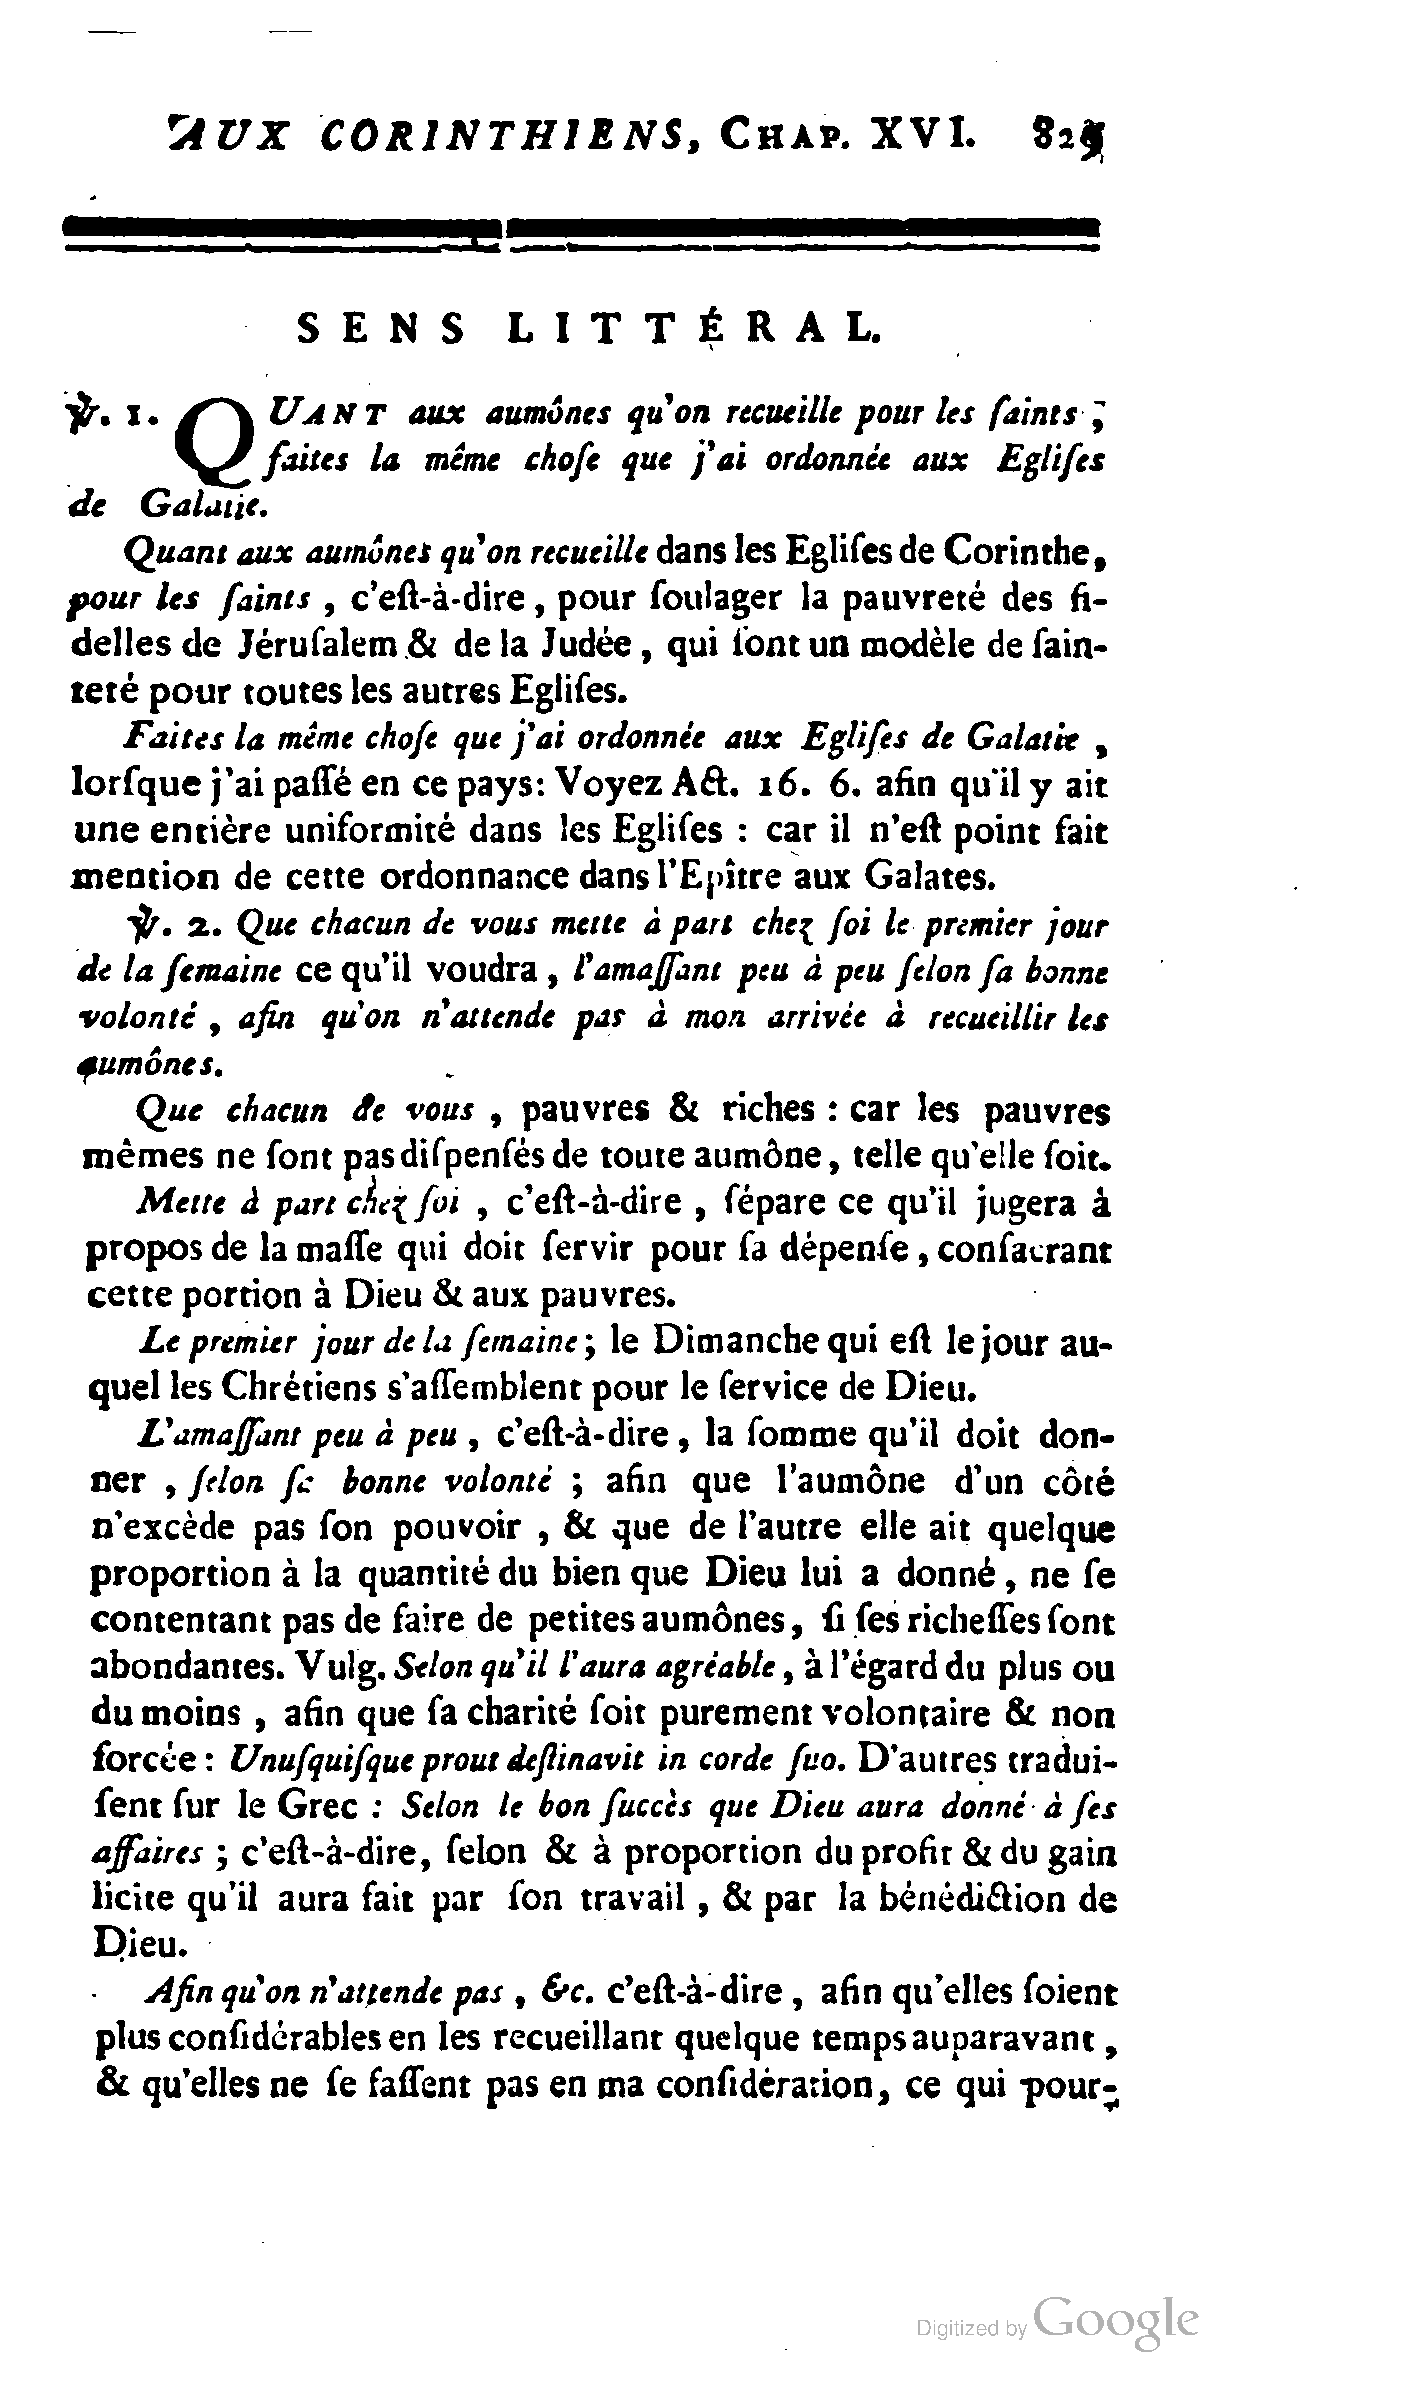 AUX CORINTHIENS, CHAP. XVI. 825
SENS LITTÉRAL.
℣. 1. QUANT aux aumônes qu'on recueille pour les ſaints ;
faites la même choſe que j'ai ordonnée aux Egliſes
de Galatie.
Quant aux aumônes qu'on recueille dans les Egliſes de Corinthe,
pour les ſaints , c'eſt-à-dire , pour ſoulager la pauvreté des fi-
delles de Jéruſalem & de la Judée , qui ſont un modèle de ſain-
teté pour toutes les autres Egliſes.
Faites la même choſe que j'ai ordonnée aux Egliſes de Galatie ,
lorſque j'ai paſſé en ce pays: Voyez Act. 16. 6. afin qu'il y ait
une entière uniformité dans les Egliſes : car il n'eſt point fait
mention de cette ordonnance dans l'Epître aux Galates.
℣. 2. Que chacun de vous mette à part chez ſoi le premier jour
de la ſemaine ce qu'il voudra , l'amaſſant peu à peu ſelon ſa bonne
volonté , afin qu'on n'attende pas à mon arrivée à recueillir les
aumônes.
Que chacun de vous , pauvres & riches : car les pauvres
mêmes ne ſont pas diſpenſés de toute aumône , telle qu'elle ſoit.
Mette à part chez ſoi , c'eſt-à-dire , ſépare ce qu'il jugera à
propos de la maſſe qui doit ſervir pour ſa dépenſe , conſacrant
cette portion à Dieu & aux pauvres.
Le premier jour de la ſemaine ; le Dimanche qui eſt le jour au-
quel les Chrétiens s'aſſemblent pour le ſervice de Dieu.
L'amaſſant peu à peu , c'eſt-à-dire , la ſomme qu'il doit don-
ner , ſelon ſa bonne volonté ; afin que l'aumône d'un côté
n'excède pas ſon pouvoir , & que de l'autre elle ait quelque
proportion à la quantité du bien que Dieu lui a donné , ne ſe
contentant pas de faire de petites aumônes, ſi ſes richeſſes ſont
abondantes. Vulg. Selon qu'il l'aura agréable , à l'égard du plus ou
du moins , afin que ſa charité ſoit purement volontaire & non
forcée : Unuſquiſque prout deſtinavit in corde ſuo. D'autres tradui-
ſent ſur le Grec : Selon le bon ſuccès que Dieu aura donné à ſes
affaires ; c'eſt-à-dire, ſelon & à proportion du profit & du gain
licite qu'il aura fait par ſon travail , & par la bénédiction de
Dieu.
Afin qu'on n'attende pas , &c. c'eſt-à-dire , afin qu'elles ſoient
plus conſidérables en les recueillant quelque temps auparavant ,
& qu'elles ne ſe faſſent pas en ma conſidération, ce qui pour-
Digitized by Google